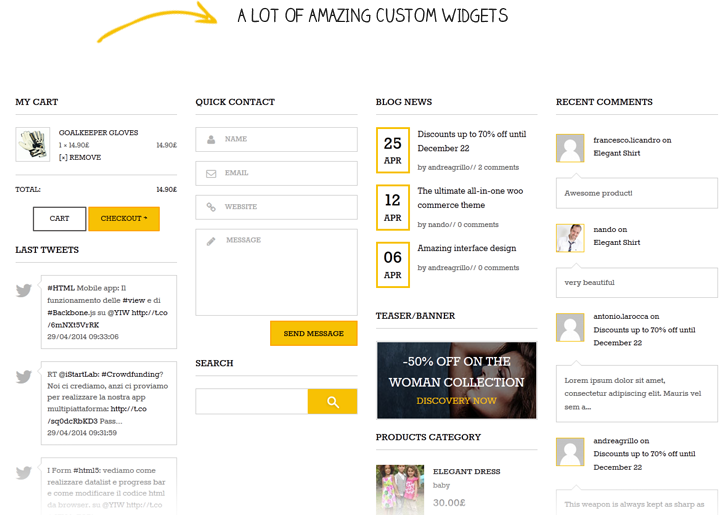 A LOT OF AMAZING CUSTOM WIDGETS
MY CART
GOALKEEPER GLOVES
1 × 14.90£ 14.90£
[×] REMOVE
TOTAL: 14.90£
CART CHECKOUT
LAST TWEETS
#HTML Mobile app: Il
funzionamento delle #view e di
#Backbone.js su @YIW http://t.co
/6mNXt5VrRK
29/04/2014 09:33:06
RT @iStartLab: #Crowdfunding?
Noi ci crediamo, anzi ci proviamo
per realizzare la nostra app
multipiattaforma: http://t.co
/sq0dcRbKD3 Pass...
29/04/2014 09:31:59
I Form #html5: vediamo come
realizzare datalist e progress bar
e come modificare il codice html
da browser.. su @YIW http://t.co
QUICK CONTACT
NAME
EMAIL
WEBSITE
MESSAGE
SEND MESSAGE
SEARCH
BLOG NEWS
25 APR
Discounts up to 70% off until
December 22
by andreagrillo// 2 comments
12 APR
The ultimate all-in-one woo
commerce theme
by nando// 0 comments
06 APR
Amazing interface design
by andreagrillo// 0 comments
TEASER/BANNER
-50% OFF ON THE
WOMAN COLLECTION
DISCOVERY NOW
PRODUCTS CATEGORY
ELEGANT DRESS
baby
30.00£
RECENT COMMENTS
francesco.licandro on
Elegant Shirt
Awesome product!
nando on
Elegant Shirt
very beautiful
antonio.larocca on
Discounts up to 70% off until
December 22
Lorem ipsum dolor sit amet,
consectetur adipiscing elit. Mauris vel
sem a...
andreagrillo on
Discounts up to 70% off until
December 22
This weapon is always kept as sharp as